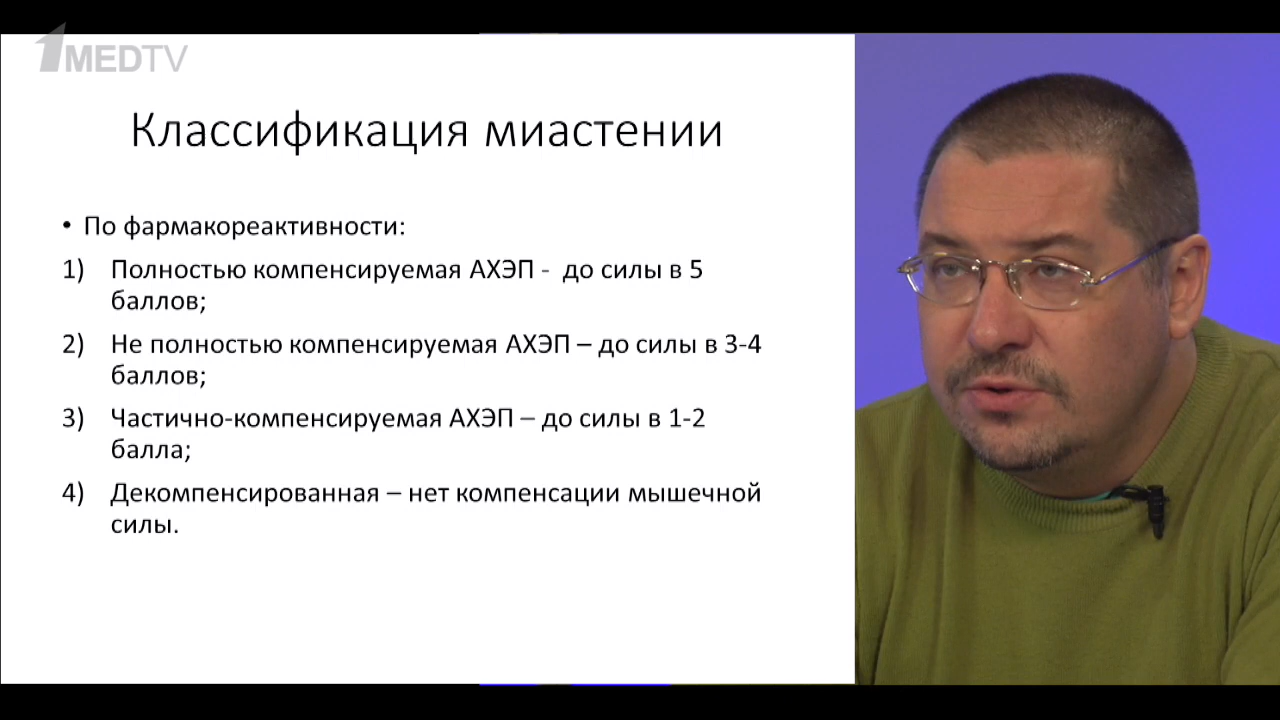 1MEDTV
Классификация миастении
• По фармакореактивности:
1) Полностью компенсируемая АХЭП - до силы в 5
баллов;
2) Не полностью компенсируемая АХЭП – до силы в 3-4
баллов;
3) Частично-компенсируемая АХЭП – до силы в 1-2
балла;
4) Декомпенсированная – нет компенсации мышечной
силы.